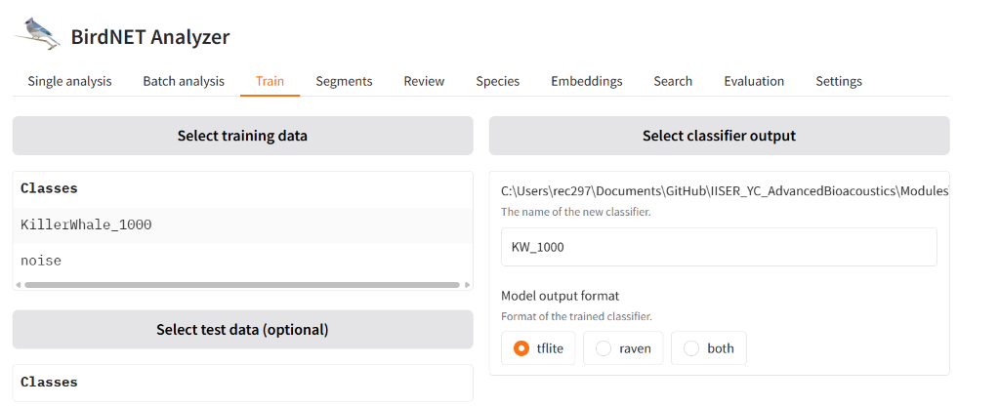 BirdNET Analyzer
Single analysis Batch analysis Train Segments Review Species Embeddings Search Evaluation Settings
Select training data
Classes
KillerWhale_1000
noise
Select test data (optional)
Classes
Select classifier output
C:\Users\rec297\Documents\GitHub\IISER_YC_AdvancedBioacoustics\Modules
The name of the new classifier.
KW_1000
Model output format
Format of the trained classifier.
tflite raven both